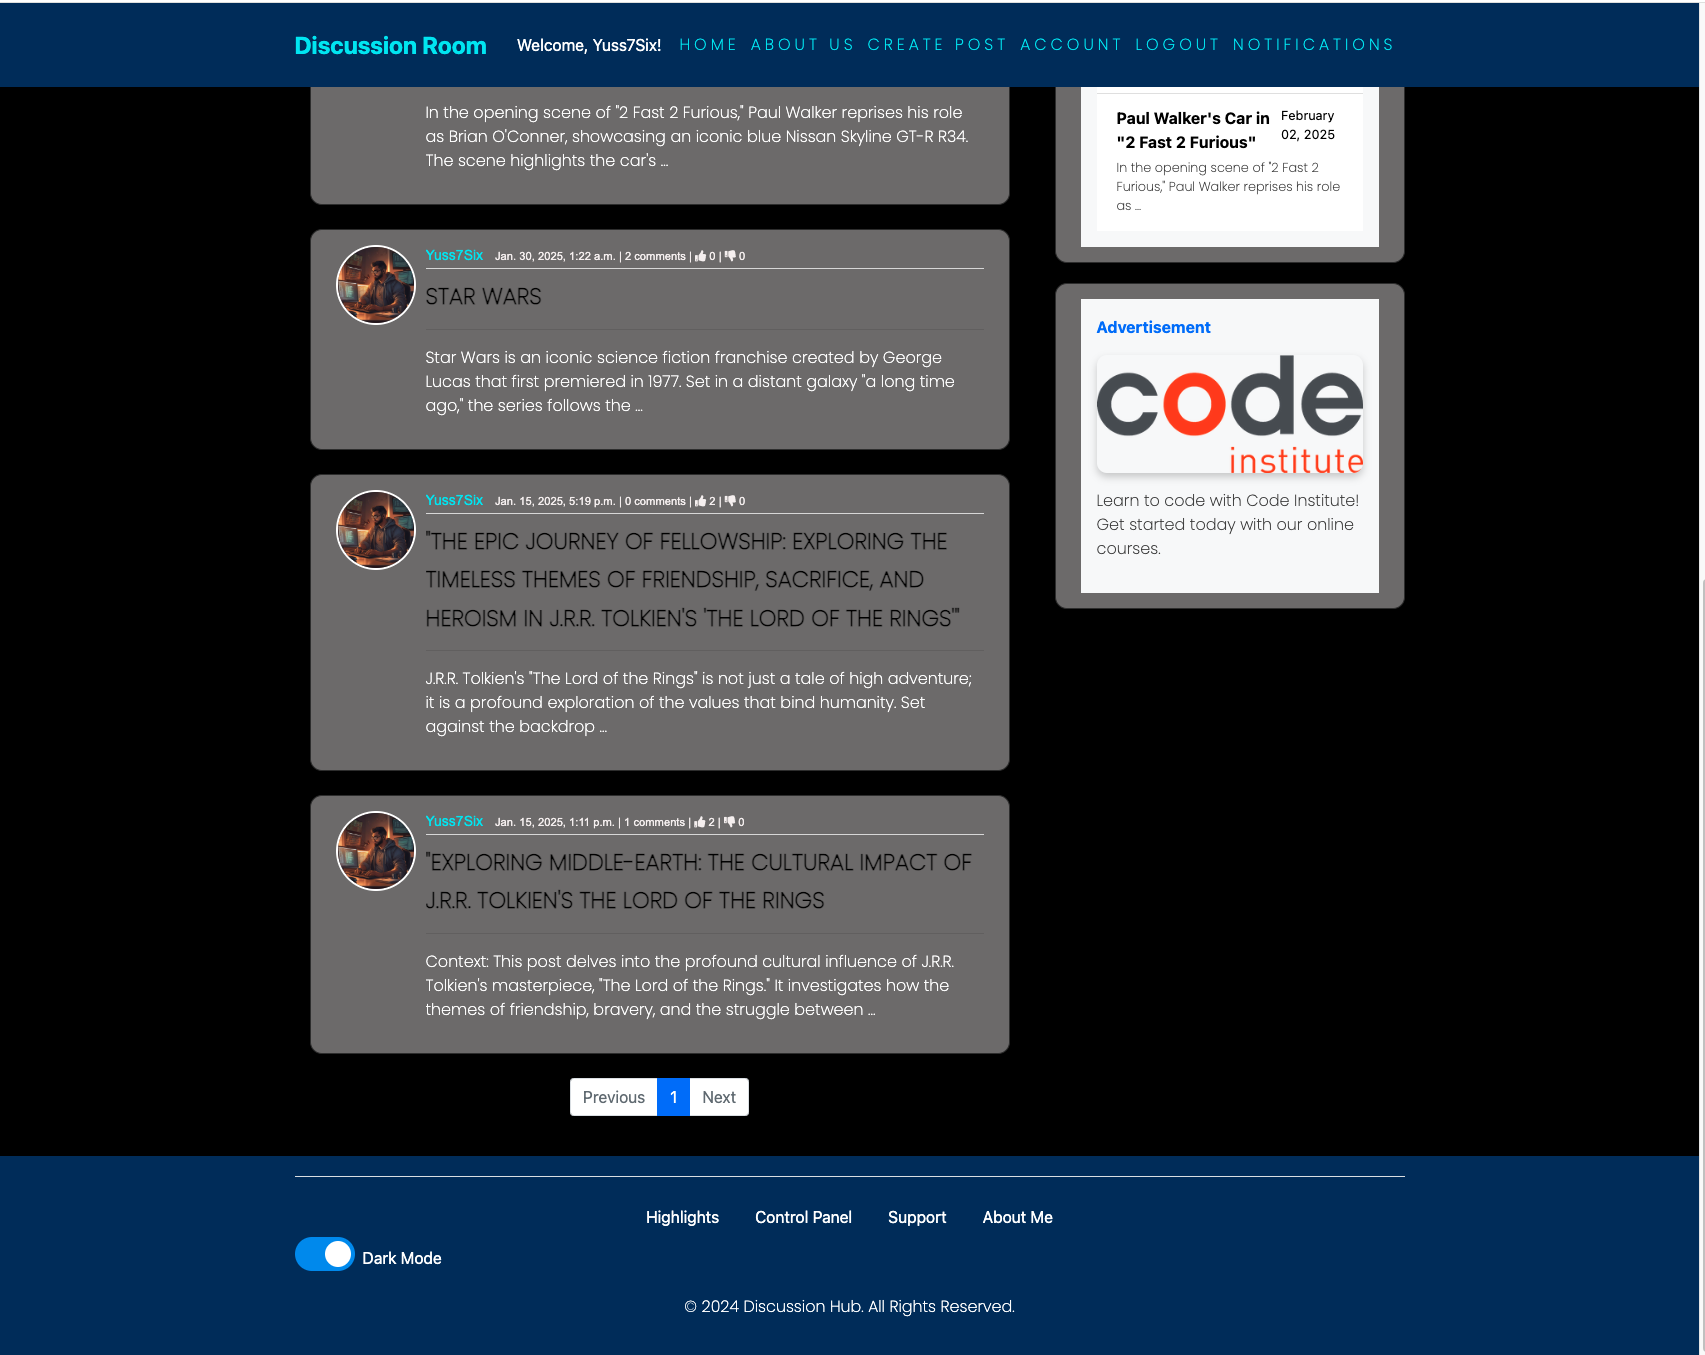 Discussion Room
Welcome, Yuss7Six!
HOME ABOUT US CREATE POST ACCOUNT LOGOUT NOTIFICATIONS
In the opening scene of "2 Fast 2 Furious," Paul Walker reprises his role
as Brian O'Conner, showcasing an iconic blue Nissan Skyline GT-R R34.
The scene highlights the car's ...
Yuss7Six Jan. 30, 2025, 1:22 a.m. | 2 comments | 0 | 0
STAR WARS
Star Wars is an iconic science fiction franchise created by George
Lucas that first premiered in 1977. Set in a distant galaxy "a long time
ago," the series follows the ...
Yuss7Six Jan. 15, 2025, 5:19 p.m. | 0 comments | 2 | 0
"THE EPIC JOURNEY OF FELLOWSHIP: EXPLORING THE
TIMELESS THEMES OF FRIENDSHIP, SACRIFICE, AND
HEROISM IN J.R.R. TOLKIEN'S 'THE LORD OF THE RINGS'"
J.R.R. Tolkien's "The Lord of the Rings" is not just a tale of high adventure;
it is a profound exploration of the values that bind humanity. Set
against the backdrop ...
Yuss7Six Jan. 15, 2025, 1:11 p.m. | 1 comments | 2 | 0
"EXPLORING MIDDLE-EARTH: THE CULTURAL IMPACT OF
J.R.R. TOLKIEN'S THE LORD OF THE RINGS
Context: This post delves into the profound cultural influence of J.R.R.
Tolkien's masterpiece, "The Lord of the Rings." It investigates how the
themes of friendship, bravery, and the struggle between ...
Previous 1 Next
Paul Walker's Car in
"2 Fast 2 Furious"
February
02, 2025
In the opening scene of "2 Fast 2
Furious," Paul Walker reprises his role
as ...
Advertisement
code
institute
Learn to code with Code Institute!
Get started today with our online
courses.
Highlights Control Panel Support About Me
Dark Mode
© 2024 Discussion Hub. All Rights Reserved.